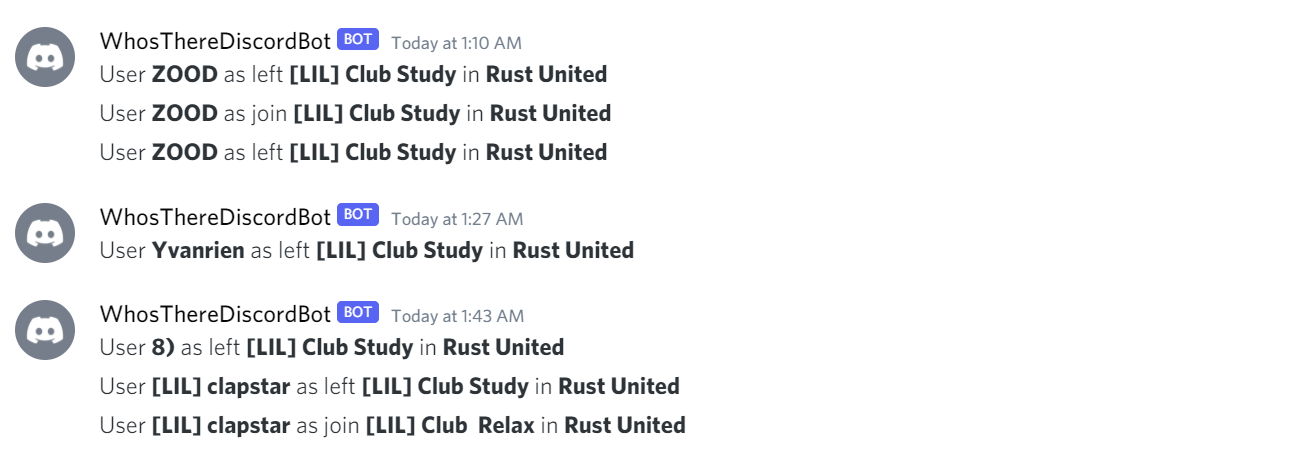 WhosThereDiscordBot BOT Today at 1:10 AM
User ZOOD as left [LIL] Club Study in Rust United
User ZOOD as join [LIL] Club Study in Rust United
User ZOOD as left [LIL] Club Study in Rust United
WhosThereDiscordBot BOT Today at 1:27 AM
User Yvanrien as left [LIL] Club Study in Rust United
WhosThereDiscordBot BOT Today at 1:43 AM
User 8) as left [LIL] Club Study in Rust United
User [LIL] clapstar as left [LIL] Club Study in Rust United
User [LIL] clapstar as join [LIL] Club  Relax in Rust United